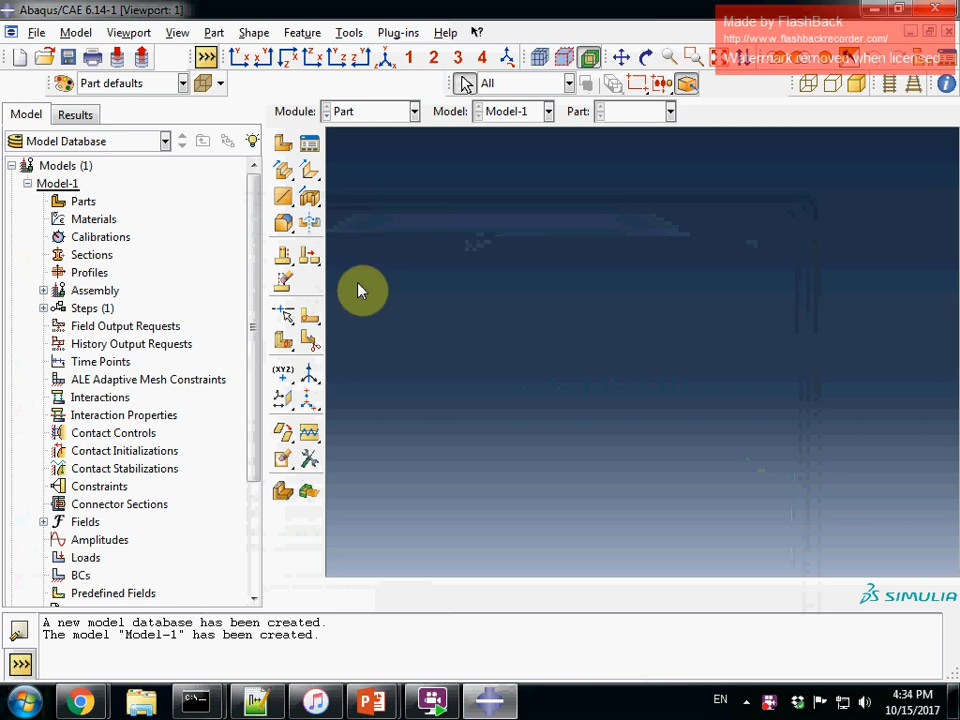 Abaqus/CAE 6.14-1 [Viewport: 1]
Made by FlashBack
http://www.flashbackrecorder.com/
Watermark removed when licensed
File Model Viewport View Part Shape Feature Tools Plug-ins Help
1 2 3 4
Part defaults
All
Model Results
Module: Part Model: Model-1 Part:
Model Database
Models (1)
Model-1
Parts
Materials
Calibrations
Sections
Profiles
Assembly
Steps (1)
Field Output Requests
History Output Requests
Time Points
ALE Adaptive Mesh Constraints
Interactions
Interaction Properties
Contact Controls
Contact Initializations
Contact Stabilizations
Constraints
Connector Sections
Fields
Amplitudes
Loads
BCs
Predefined Fields
(XYZ)
SIMULIA
A new model database has been created.
The model "Model-1" has been created.
EN
4:34 PM
10/15/2017